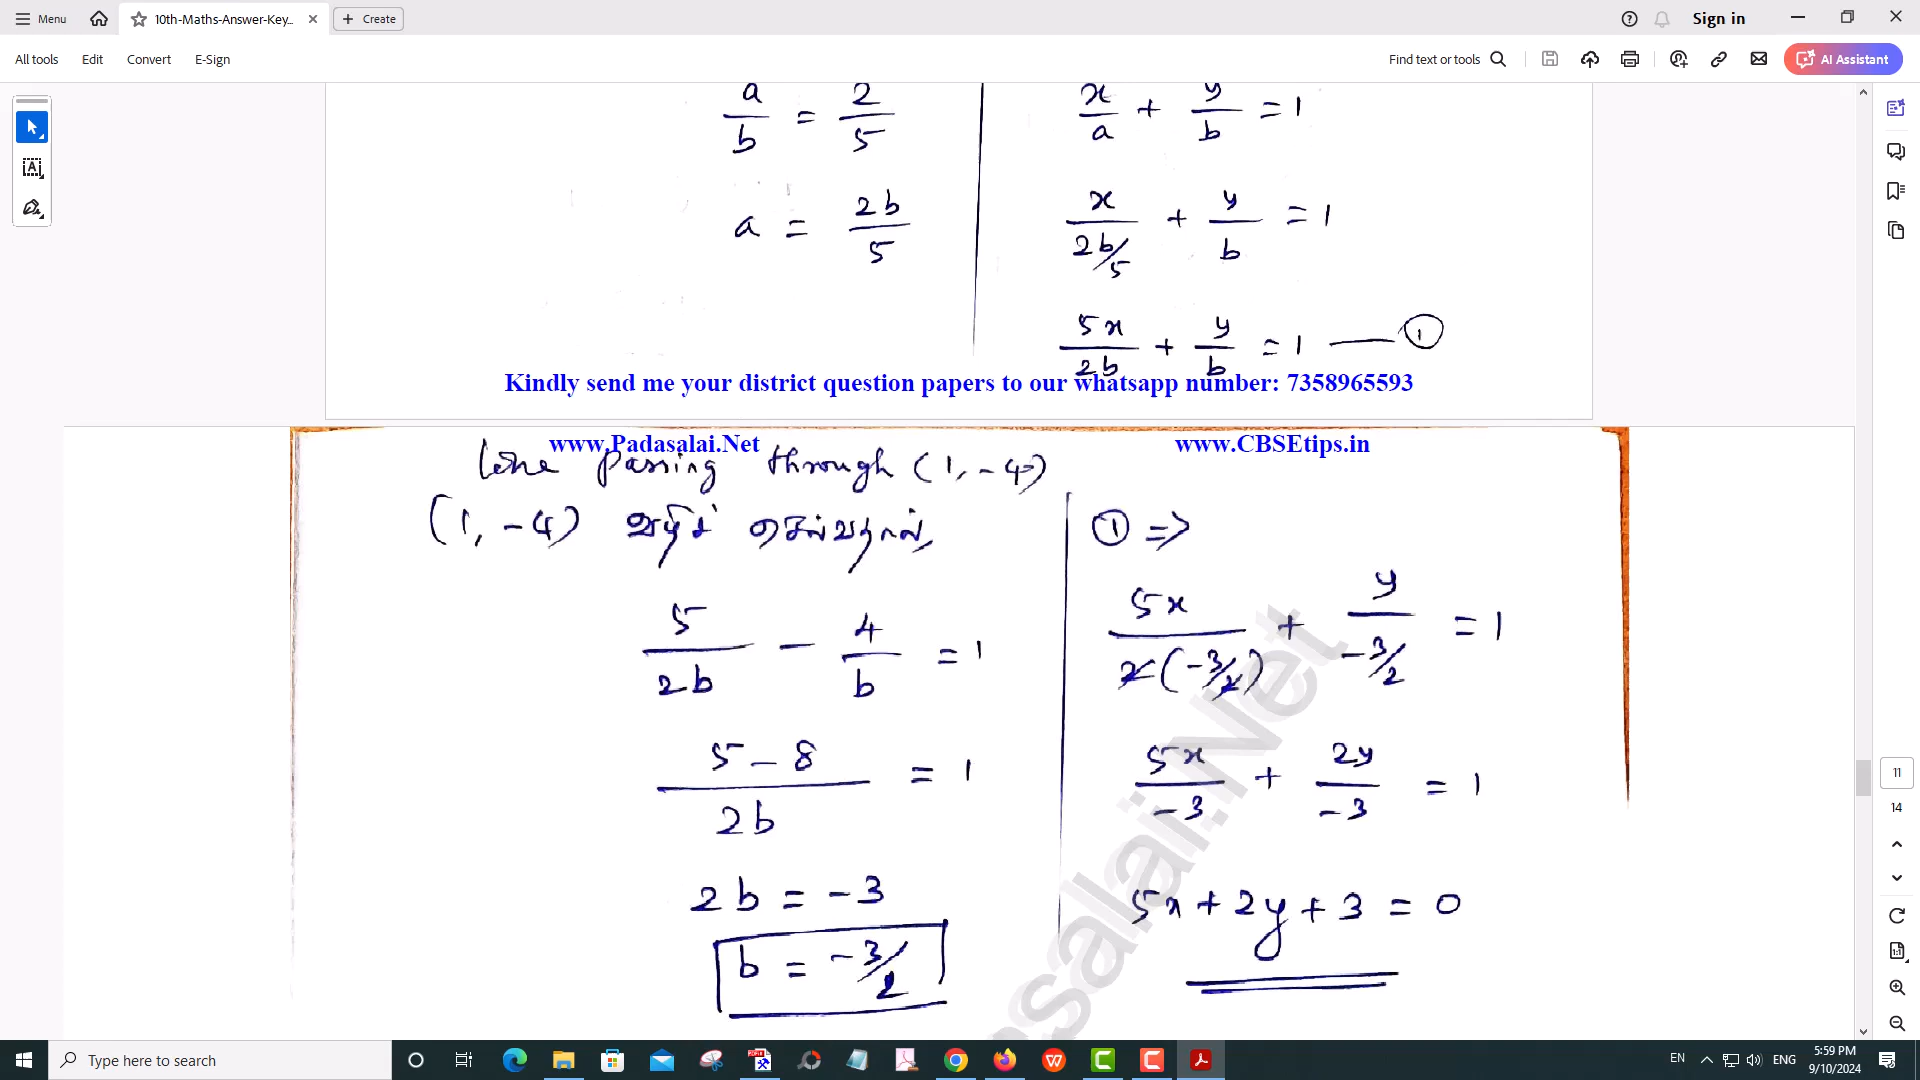 Menu
10th-Maths-Answer-Key...
Create
Sign in
All tools
Edit
Convert
E-Sign
Find text or tools
AI Assistant
a/b = 2/5
a = 2b/5
x/a + y/b = 1
x/(2b/5) + y/b = 1
5x/2b + y/b = 1 — ①
Kindly send me your district question papers to our whatsapp number: 7358965593
www.Padasalai.Net
www.CBSEtips.in
line passing through (1, -4)
(1, -4) வழிச் செல்வதால்,
5/2b - 4/b = 1
5 - 8/2b = 1
2b = -3
b = -3/2
① =>
5x/2(-3/2) + y/(-3/2) = 1
5x/-3 + 2y/-3 = 1
5x + 2y + 3 = 0
11
14
Type here to search
EN
ENG
5:59 PM
9/10/2024